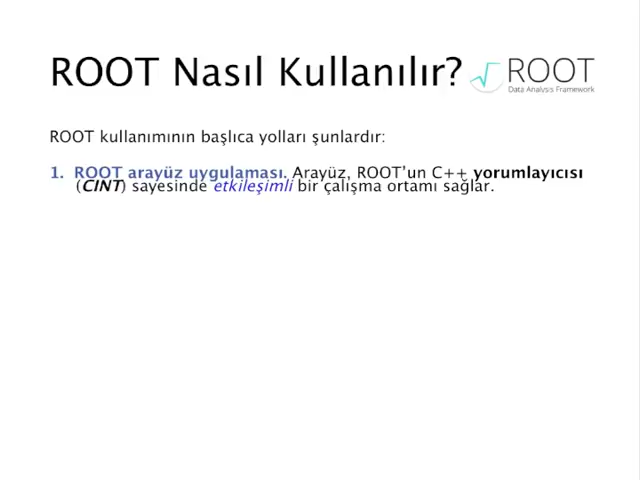 ROOT Nasıl Kullanılır?
ROOT
Data Analysis Framework
ROOT kullanımının başlıca yolları şunlardır:
1. ROOT arayüz uygulaması. Arayüz, ROOT’un C++ yorumlayıcısı
(CINT) sayesinde etkileşimli bir çalışma ortamı sağlar.